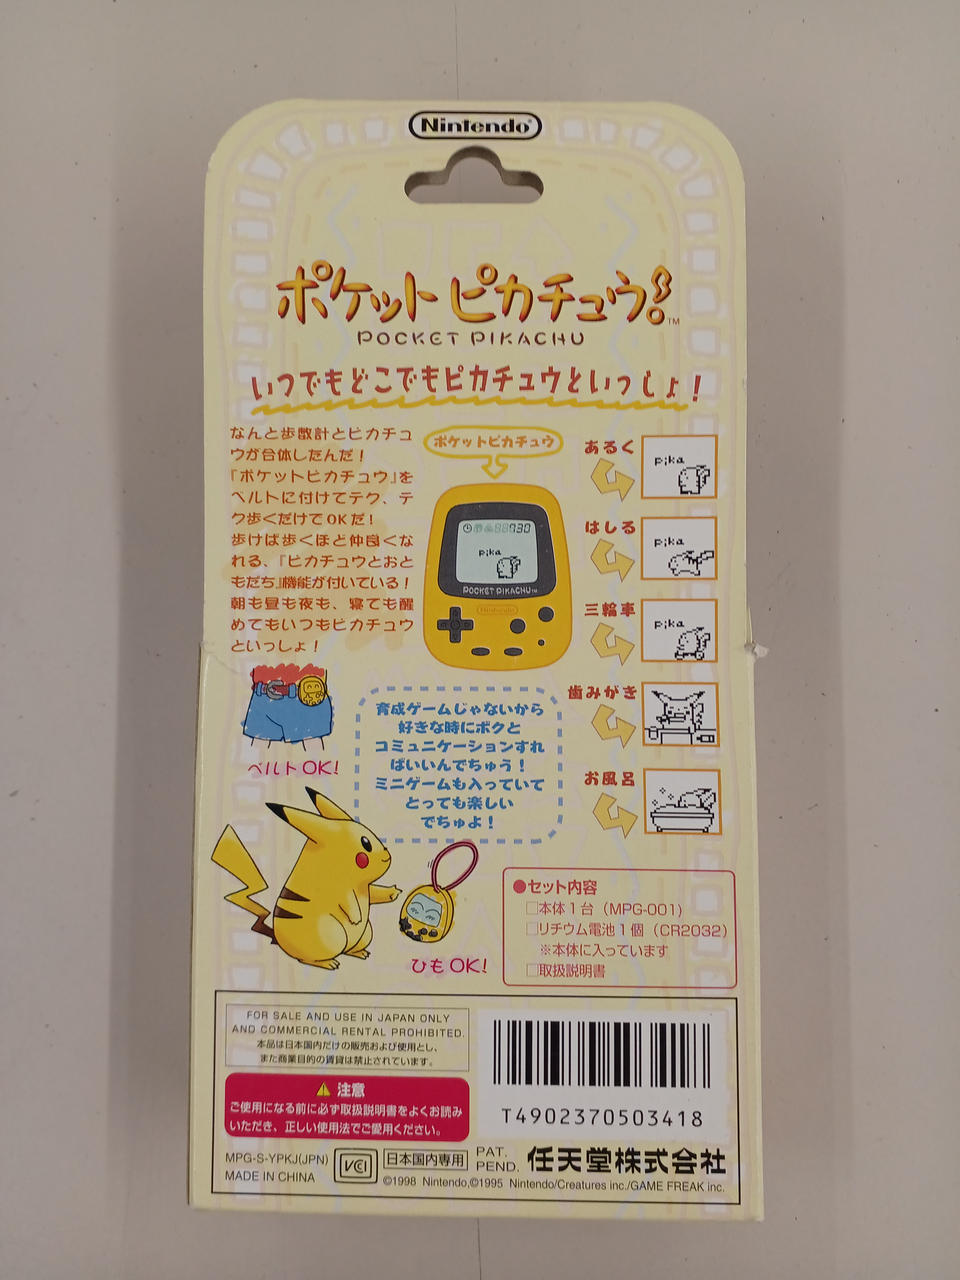 Nintendo®
ポケットピカチュウ!
TM
POCKET PIKACHU
いつでもどこでもピカチュウといっしょ！
なんと歩数計とピカチュ
ウが合体したんだ！
『ポケットピカチュウ』を
ベルトに付けてテク、テ
ク歩くだけでOKだ！
歩けば歩くほど仲良くな
れる、『ピカチュウとおと
もだち』機能が付いている！
朝も昼も夜も、寝ても醒
めてもいつもピカチュウ
といっしょ！
ポケットピカチュウ
930
pika
POCKET PIKACHU™
Nintendo
あるく
pika
はしる
pika
三輪車
pika
歯みがき
お風呂
ベルトOK!
育成ゲームじゃないから
好きな時にボクと
コミュニケーションすれ
ばいいんでちゅう！
ミニゲームも入っていて
とっても楽しい
でちゅよ！
ひもOK!
●セット内容
□本体1台（MPG-001）
□リチウム電池1個（CR2032）
※本体に入っています
□取扱説明書
FOR SALE AND USE IN JAPAN ONLY
AND COMMERCIAL RENTAL PROHIBITED.
本品は日本国内だけの販売および使用とし、
また商業目的の賃貸は禁止されています。
注意
ご使用になる前に必ず取扱説明書をよくお読み
いただき、正しい使用法でご愛用ください。
T4902370503418
MPG-S-YPKJ(JPN)
MADE IN CHINA
VCI
日本国内専用
PAT.
PEND.
任天堂株式会社
©1998 Nintendo,©1995 Nintendo/Creatures inc./GAME FREAK inc.